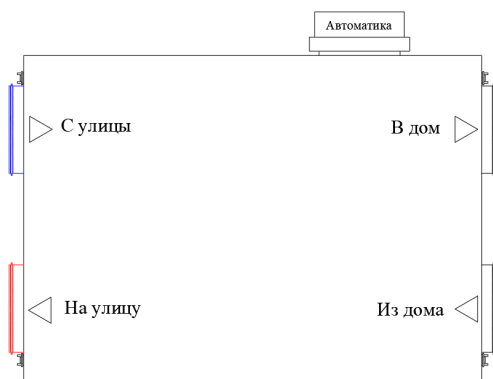 Автоматика
С улицы
В дом
На улицу
Из дома